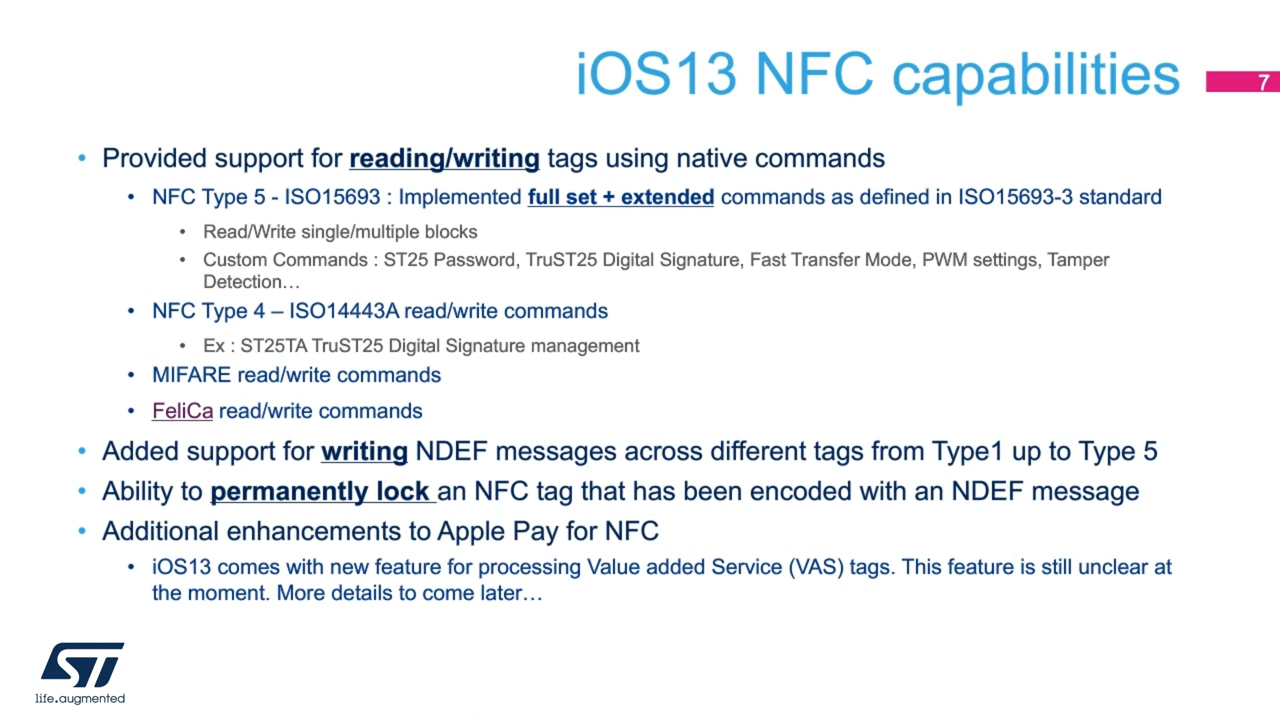 iOS13 NFC capabilities
7
• Provided support for reading/writing tags using native commands
• NFC Type 5 - ISO15693 : Implemented full set + extended commands as defined in ISO15693-3 standard
• Read/Write single/multiple blocks
• Custom Commands : ST25 Password, TruST25 Digital Signature, Fast Transfer Mode, PWM settings, Tamper
Detection…
• NFC Type 4 – ISO14443A read/write commands
• Ex : ST25TA TruST25 Digital Signature management
• MIFARE read/write commands
• FeliCa read/write commands
• Added support for writing NDEF messages across different tags from Type1 up to Type 5
• Ability to permanently lock an NFC tag that has been encoded with an NDEF message
• Additional enhancements to Apple Pay for NFC
• iOS13 comes with new feature for processing Value added Service (VAS) tags. This feature is still unclear at
the moment. More details to come later…
ST
life.augmented